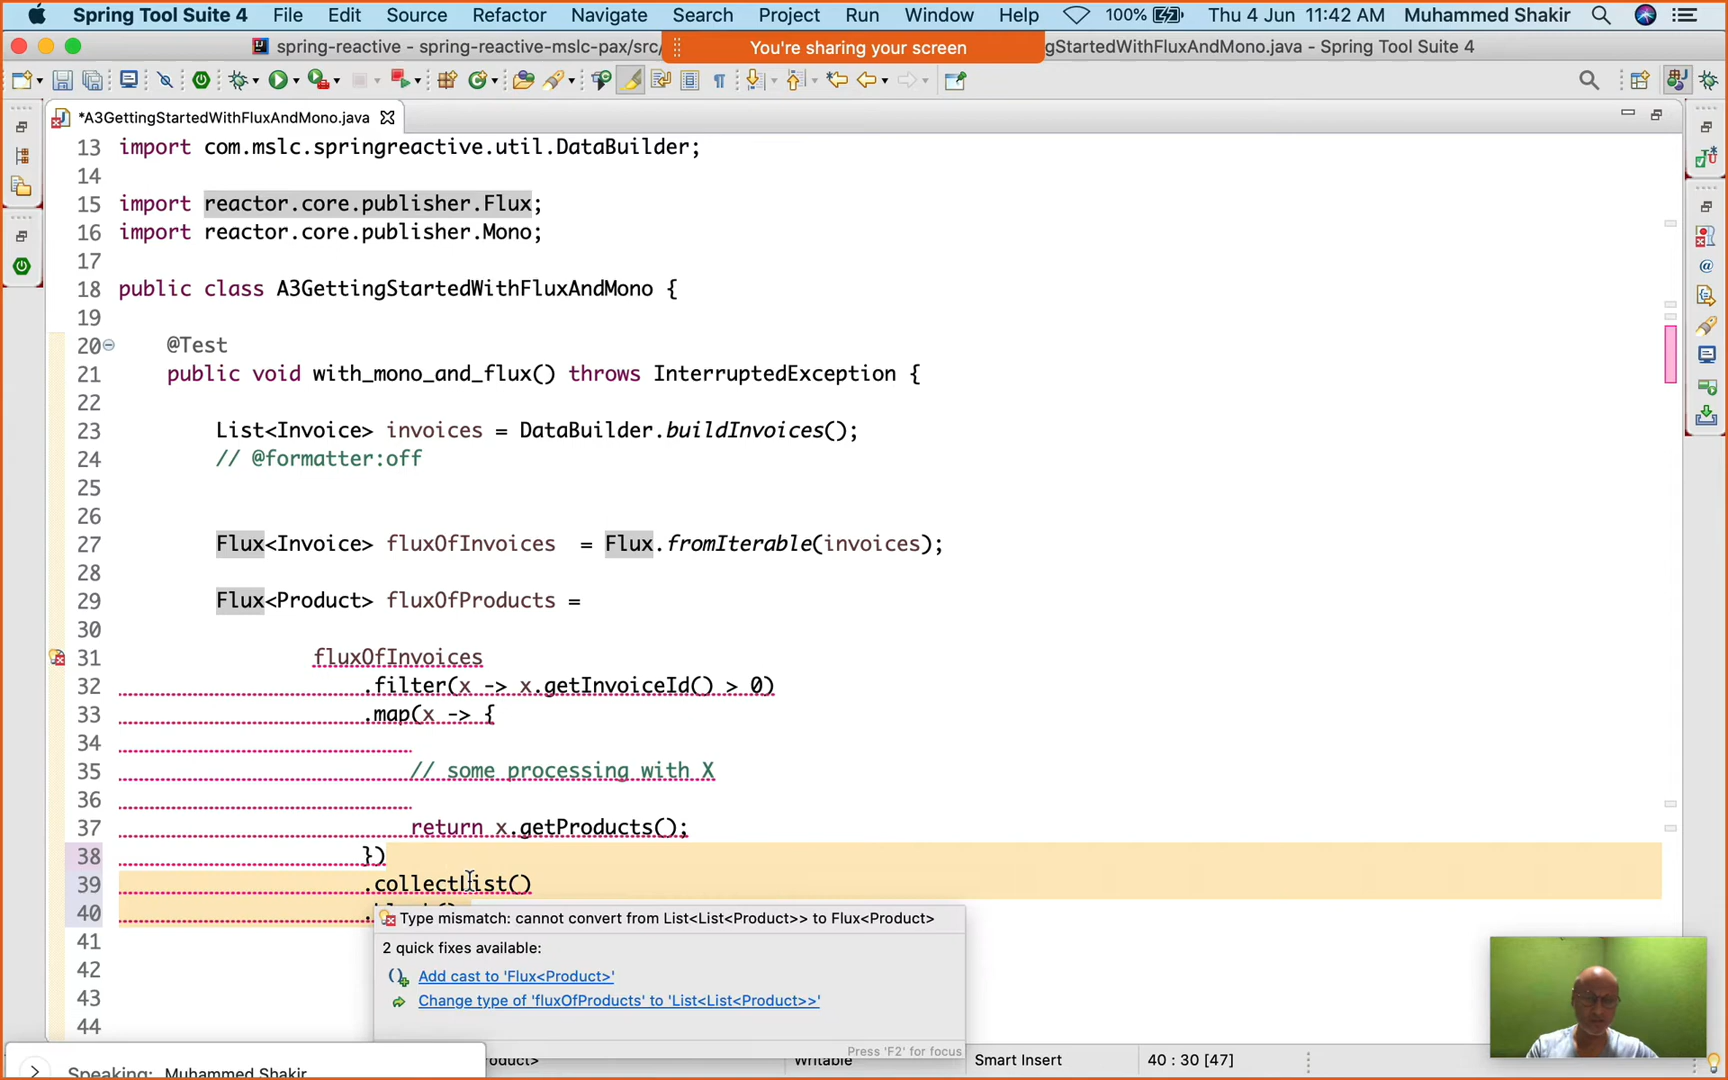 Spring Tool Suite 4 File Edit Source Refactor Navigate Search Project Run Window Help 100% Thu 4 Jun 11:42 AM Muhammed Shakir
spring-reactive - spring-reactive-mslc-pax/src/ You're sharing your screen gStartedWithFluxAndMono.java - Spring Tool Suite 4
*A3GettingStartedWithFluxAndMono.java
13 import com.mslc.springreactive.util.DataBuilder;
14
15 import reactor.core.publisher.Flux;
16 import reactor.core.publisher.Mono;
17
18 public class A3GettingStartedWithFluxAndMono {
19
20 @Test
21 public void with_mono_and_flux() throws InterruptedException {
22
23 List<Invoice> invoices = DataBuilder.buildInvoices();
24 // @formatter:off
25
26
27 Flux<Invoice> fluxOfInvoices = Flux.fromIterable(invoices);
28
29 Flux<Product> fluxOfProducts =
30
31 fluxOfInvoices
32 .filter(x -> x.getInvoiceId() > 0)
33 .map(x -> {
34
35 // some processing with X
36
37 return x.getProducts();
38 })
39 .collectList()
40
41
42
43
44
Type mismatch: cannot convert from List<List<Product>> to Flux<Product>
2 quick fixes available:
Add cast to 'Flux<Product>'
Change type of 'fluxOfProducts' to 'List<List<Product>>'
Press 'F2' for focus
oduct> Writable Smart Insert 40 : 30 [47]
Speaking: Muhammed Shakir